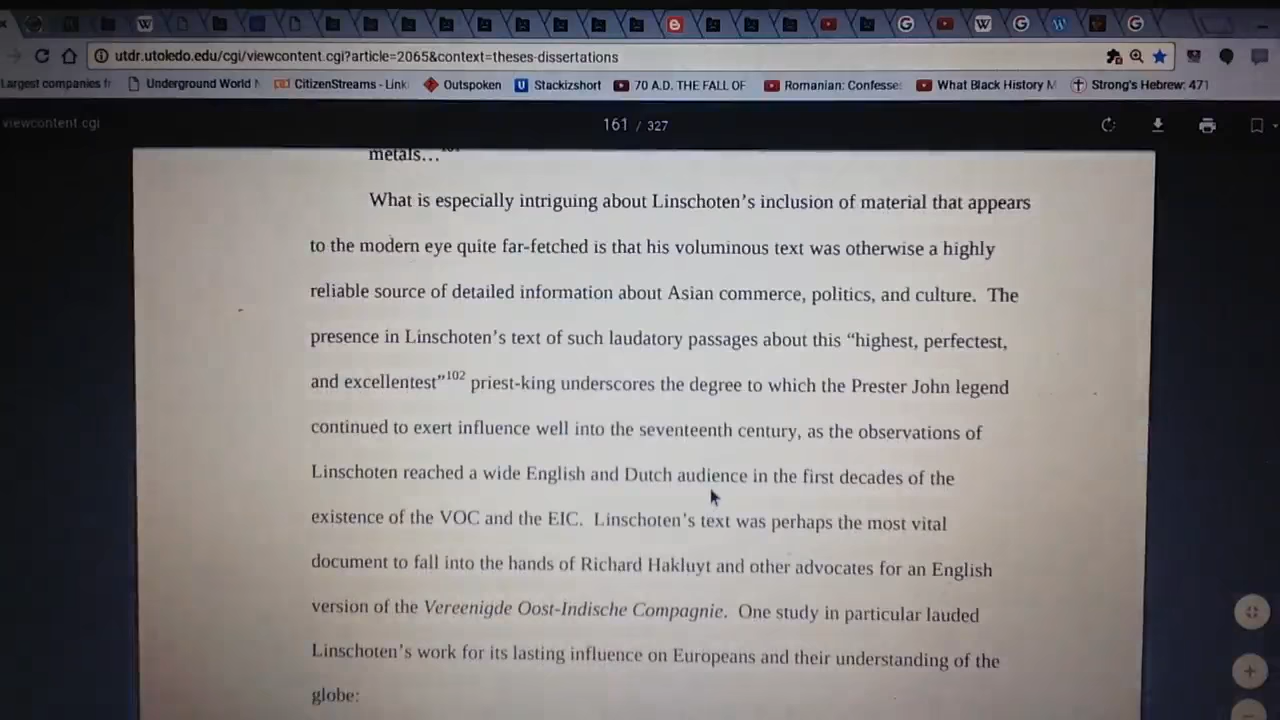 utdr.utoledo.edu/cgi/viewcontent.cgi?article=2065&context=theses-dissertations
Largest companies fr Underground World N CitizenStreams - Link Outspoken Stackizshort 70 A.D. THE FALL OF Romanian: Confesse: What Black History M Strong's Hebrew: 471
viewcontent.cgi 161 / 327
metals…
What is especially intriguing about Linschoten’s inclusion of material that appears
to the modern eye quite far-fetched is that his voluminous text was otherwise a highly
reliable source of detailed information about Asian commerce, politics, and culture. The
presence in Linschoten’s text of such laudatory passages about this “highest, perfectest,
and excellentest”102 priest-king underscores the degree to which the Prester John legend
continued to exert influence well into the seventeenth century, as the observations of
Linschoten reached a wide English and Dutch audience in the first decades of the
existence of the VOC and the EIC. Linschoten’s text was perhaps the most vital
document to fall into the hands of Richard Hakluyt and other advocates for an English
version of the Vereenigde Oost-Indische Compagnie. One study in particular lauded
Linschoten’s work for its lasting influence on Europeans and their understanding of the
globe: